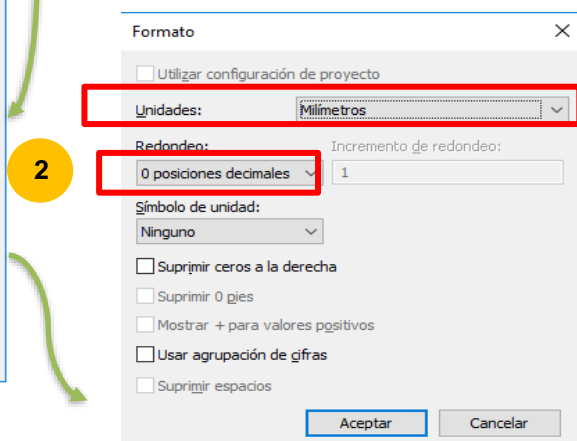 Formato
Utilizar configuración de proyecto
Unidades: Milímetros
Redondeo: Incremento de redondeo:
2
0 posiciones decimales 1
Símbolo de unidad:
Ninguno
Suprimir ceros a la derecha
Suprimir 0 pies
Mostrar + para valores positivos
Usar agrupación de cifras
Suprimir espacios
Aceptar Cancelar